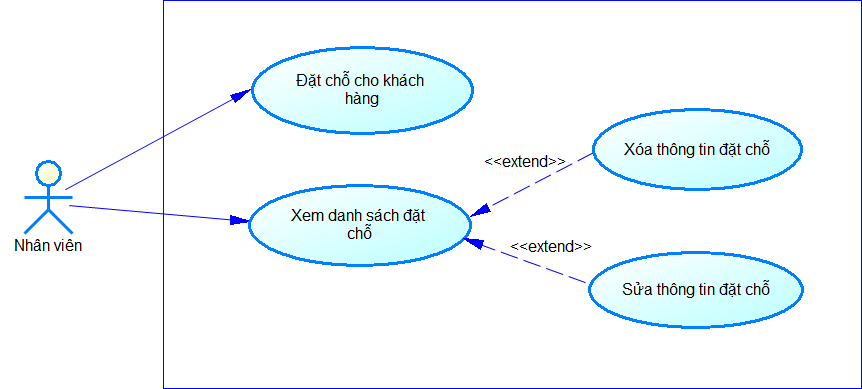 Đặt chỗ cho khách
hàng
<<extend>>
Xóa thông tin đặt chỗ
Xem danh sách đặt
chỗ
Nhân viên
<<extend>>
Sửa thông tin đặt chỗ